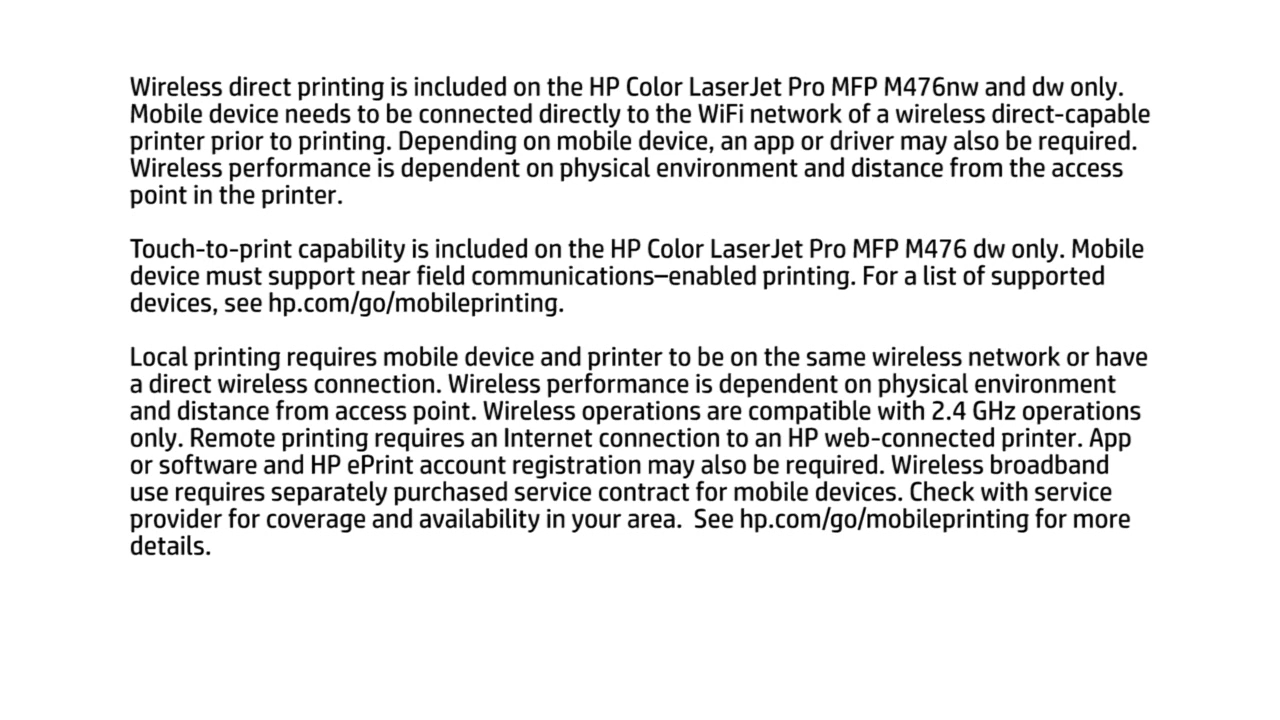 Wireless direct printing is included on the HP Color LaserJet Pro MFP M476nw and dw only.
Mobile device needs to be connected directly to the WiFi network of a wireless direct-capable
printer prior to printing. Depending on mobile device, an app or driver may also be required.
Wireless performance is dependent on physical environment and distance from the access
point in the printer.
Touch-to-print capability is included on the HP Color LaserJet Pro MFP M476 dw only. Mobile
device must support near field communications–enabled printing. For a list of supported
devices, see hp.com/go/mobileprinting.
Local printing requires mobile device and printer to be on the same wireless network or have
a direct wireless connection. Wireless performance is dependent on physical environment
and distance from access point. Wireless operations are compatible with 2.4 GHz operations
only. Remote printing requires an Internet connection to an HP web-connected printer. App
or software and HP ePrint account registration may also be required. Wireless broadband
use requires separately purchased service contract for mobile devices. Check with service
provider for coverage and availability in your area.  See hp.com/go/mobileprinting for more
details.